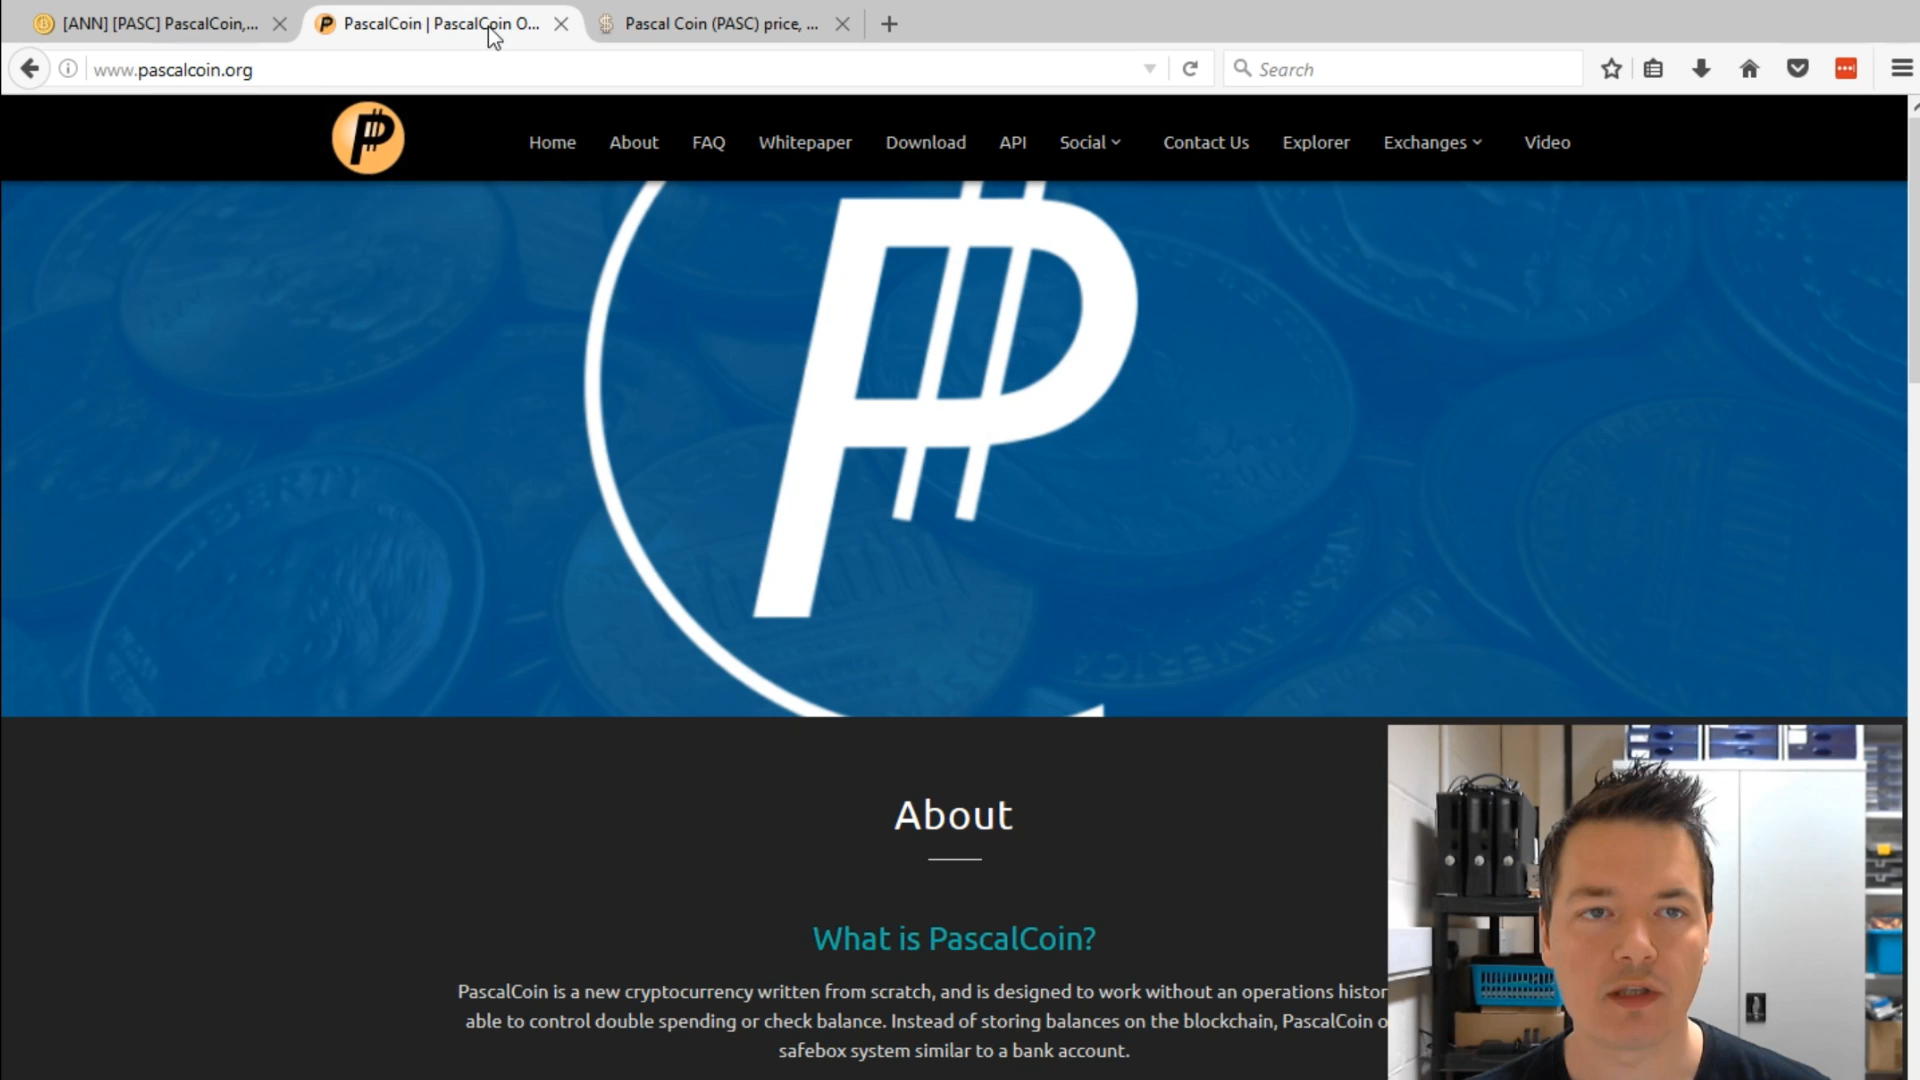 [ANN] [PASC] PascalCoin,...
PascalCoin | PascalCoin O...
Pascal Coin (PASC) price, ...
www.pascalcoin.org
Search
Home
About
FAQ
Whitepaper
Download
API
Social
Contact Us
Explorer
Exchanges
Video
LIBERTY
AMERICA
About
What is PascalCoin?
PascalCoin is a new cryptocurrency written from scratch, and is designed to work without an operations histor
able to control double spending or check balance. Instead of storing balances on the blockchain, PascalCoin o
safebox system similar to a bank account.